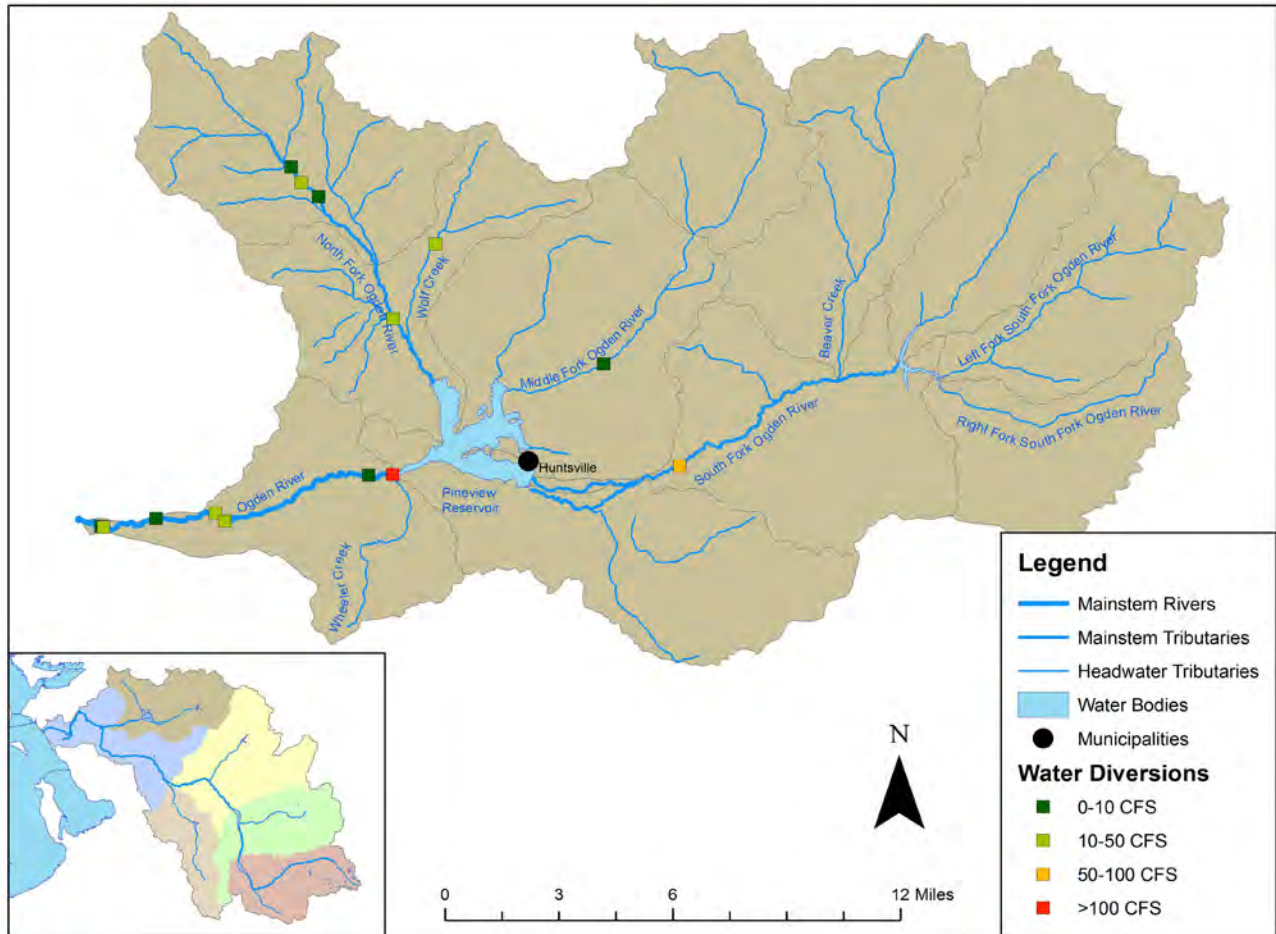 North Fork Ogden River
Wolf Creek
Middle Fork Ogden River
Beaver Creek
Left Fork South Fork Ogden River
Right Fork South Fork Ogden River
South Fork Ogden River
Huntsville
Ogden River
Pineview
Reservoir
Wheeler Creek
Legend
Mainstem Rivers
Mainstem Tributaries
Headwater Tributaries
Water Bodies
Municipalities
Water Diversions
0-10 CFS
10-50 CFS
50-100 CFS
>100 CFS
N
0 3 6 12 Miles